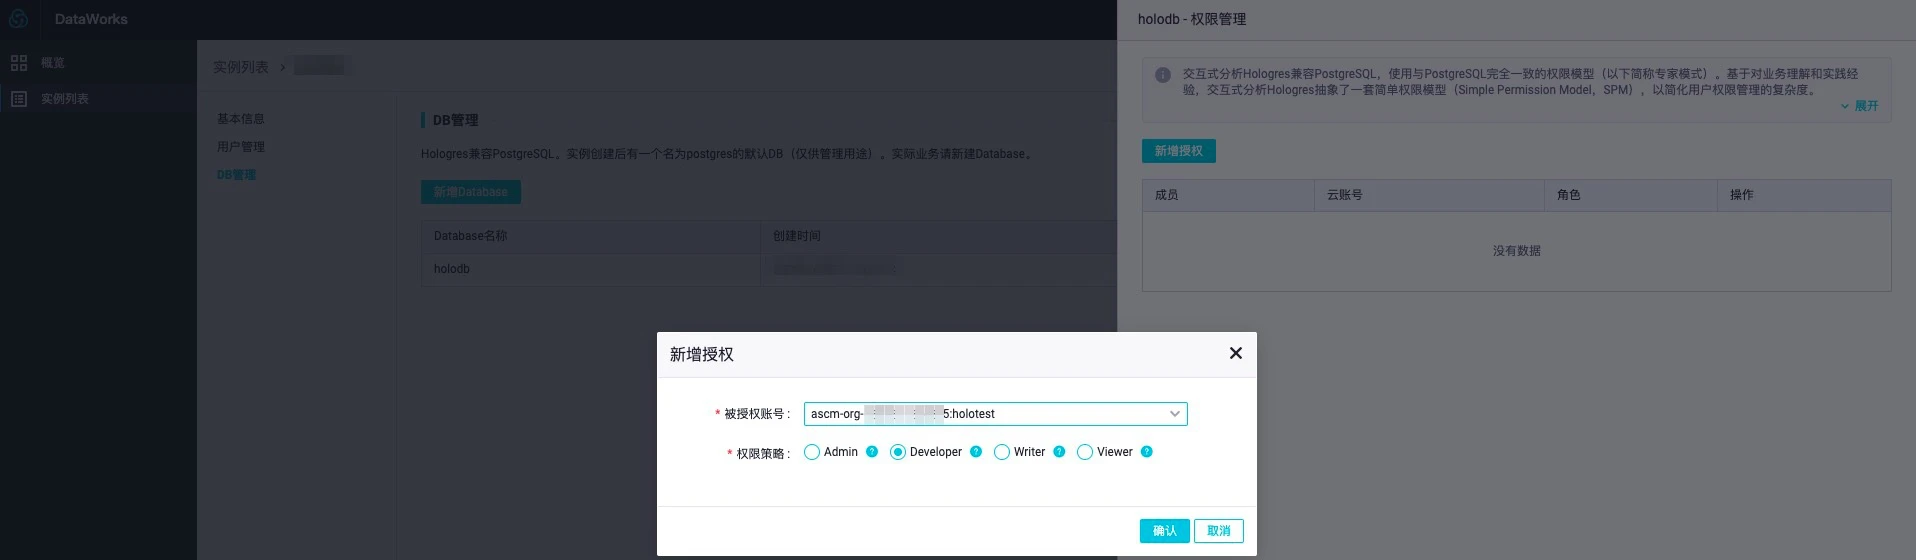 DataWorks
概览
实例列表
实例列表 >
基本信息
用户管理
DB管理
DB管理
Hologres兼容PostgreSQL，实例创建后有一个名为postgres的默认DB（仅供管理用途），实际业务请新建Database。
新增Database
Database名称 创建时间
holodb
holodb - 权限管理
交互式分析Hologres兼容PostgreSQL，使用与PostgreSQL完全一致的权限模型（以下简称专家模式）。基于对业务理解和实践经
验，交互式分析Hologres抽象了一套简单权限模型（Simple Permission Model，SPM），以简化用户权限管理的复杂度。
展开
新增授权
成员 云账号 角色 操作
没有数据
新增授权
* 被授权账号：
ascm-org- 5:holotest
* 权限策略：
Admin ? Developer ? Writer ? Viewer ?
确认 取消